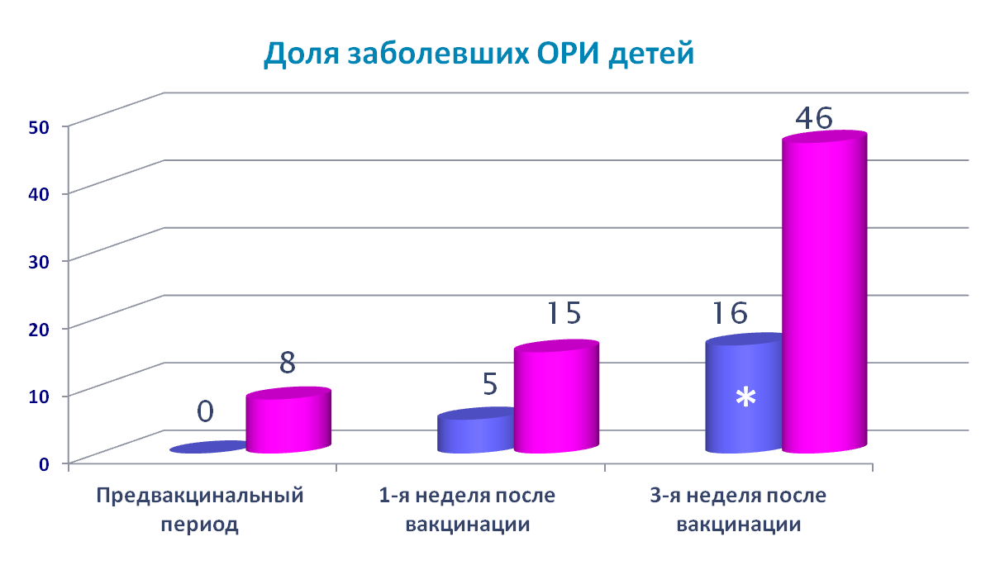 Доля заболевших ОРИ детей
50
40
30
20
10
0
0
8
5
15
16
46
*
Предвакцинальный
период
1-я неделя после
вакцинации
3-я неделя после
вакцинации